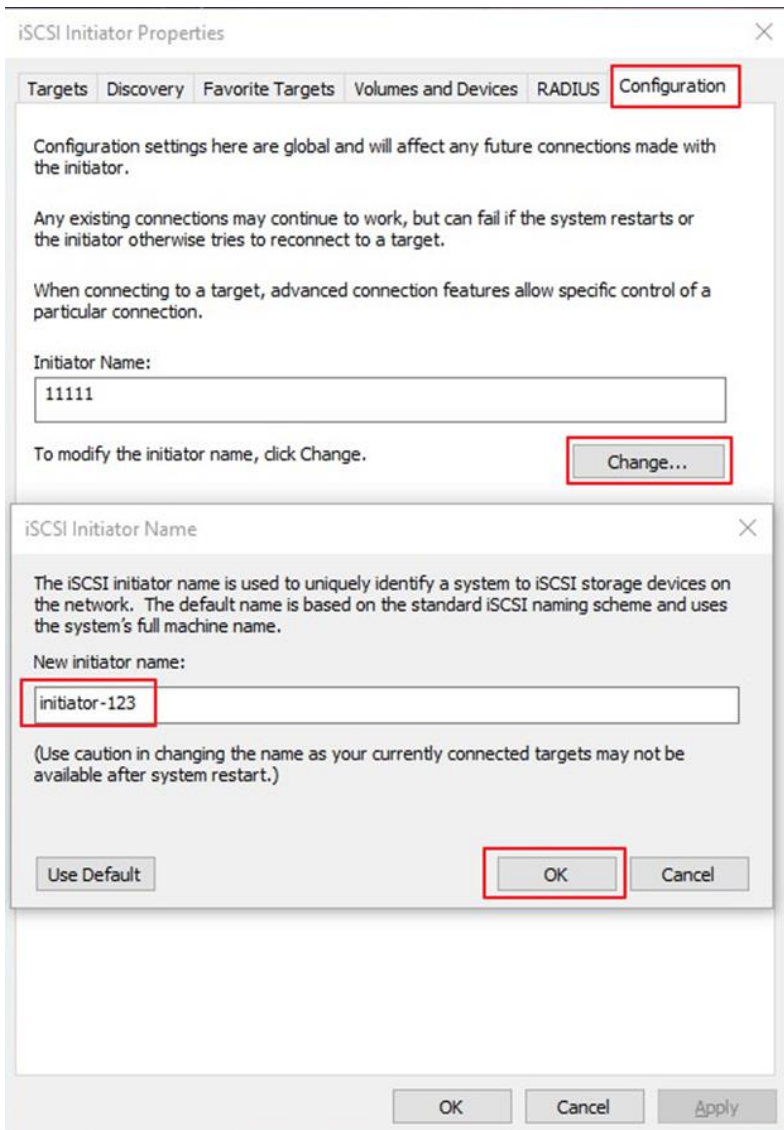 iSCSI Initiator Properties
Targets Discovery Favorite Targets Volumes and Devices RADIUS Configuration
Configuration settings here are global and will affect any future connections made with
the initiator.
Any existing connections may continue to work, but can fail if the system restarts or
the initiator otherwise tries to reconnect to a target.
When connecting to a target, advanced connection features allow specific control of a
particular connection.
Initiator Name:
11111
To modify the initiator name, click Change.
Change...
iSCSI Initiator Name
The iSCSI initiator name is used to uniquely identify a system to iSCSI storage devices on
the network. The default name is based on the standard iSCSI naming scheme and uses
the system's full machine name.
New initiator name:
initiator-123
(Use caution in changing the name as your currently connected targets may not be
available after system restart.)
Use Default OK Cancel
OK Cancel Apply